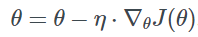 θ = θ − η · ∇θJ(θ)